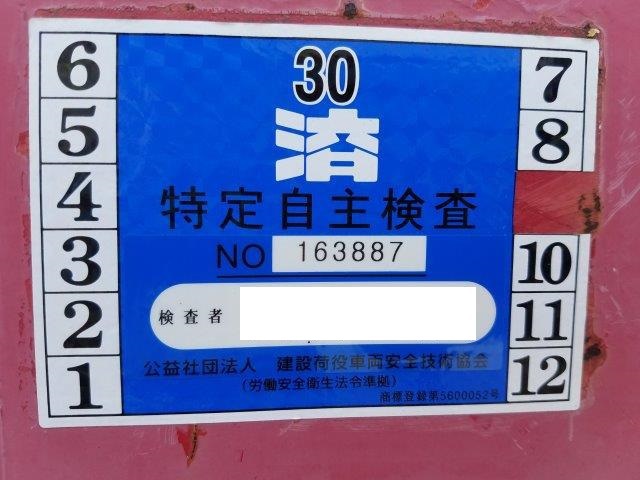 30
済
特定自主検査
NO 163887
検査者
公益社団法人 建設荷役車両安全技術協会
(労働安全衛生法令準拠)
商標登録第5600052号
6
5
4
3
2
1
7
8
10
11
12